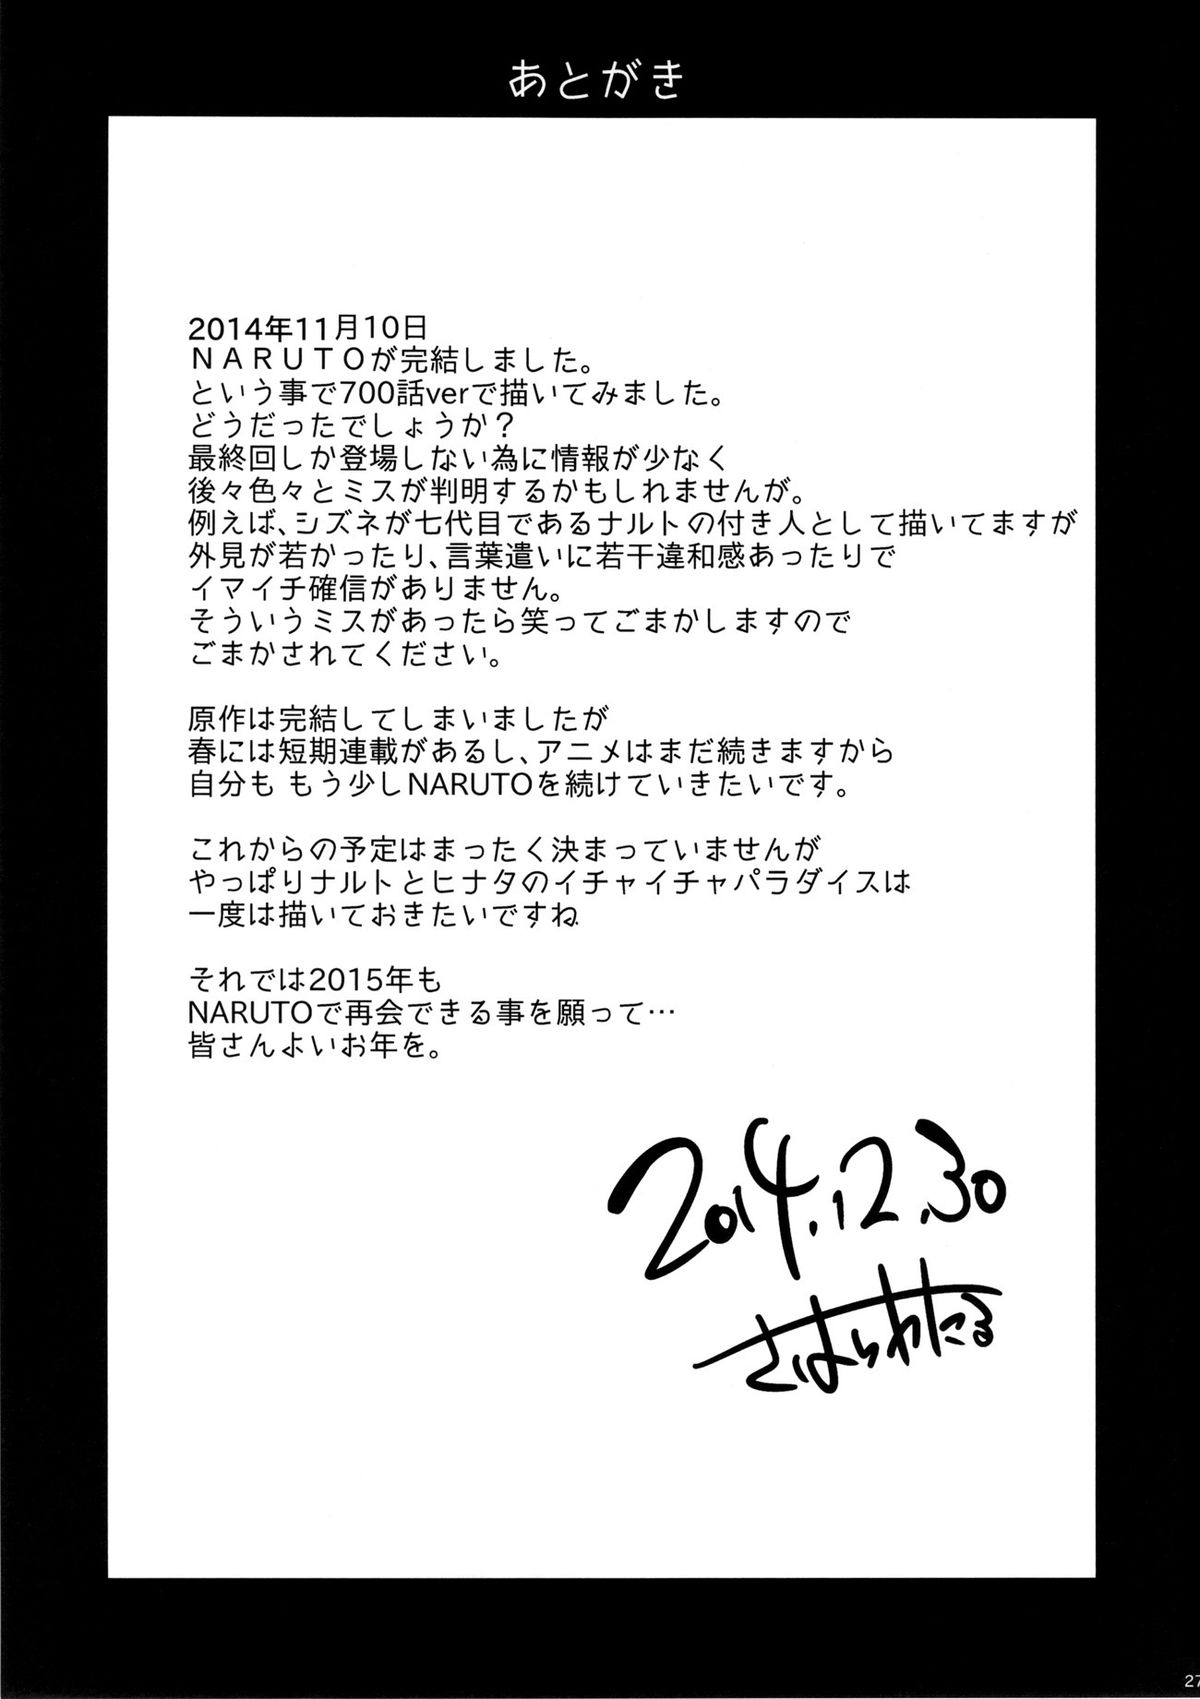 あとがき
2014年11月10日
ＮＡＲＵＴＯが完結しました。
という事で700話verで描いてみました。
どうだったでしょうか？
最終回しか登場しない為に情報が少なく
後々色々とミスが判明するかもしれませんが。
例えば、シズネが七代目であるナルトの付き人として描いてますが
外見が若かったり、言葉遣いに若干違和感あったりで
イマイチ確信がありません。
そういうミスがあったら笑ってごまかしますので
ごまかされてください。
原作は完結してしまいましたが
春には短期連載があるし、アニメはまだ続きますから
自分も もう少しNARUTOを続けていきたいです。
これからの予定はまったく決まっていませんが
やっぱりナルトとヒナタのイチャイチャパラダイスは
一度は描いておきたいですね
それでは2015年も
NARUTOで再会できる事を願って…
皆さんよいお年を。
2014.12.30
さはらわたる
27